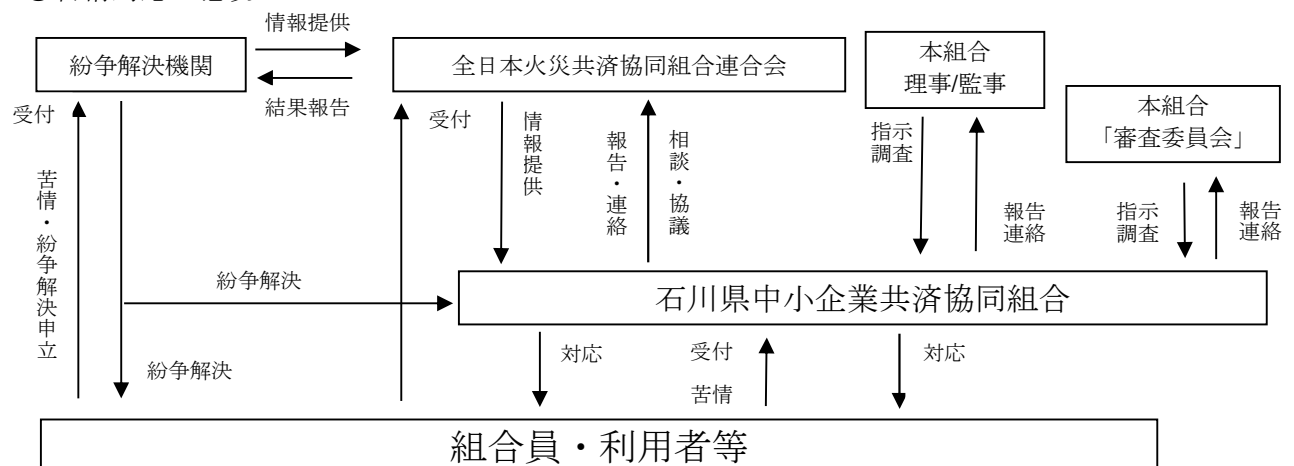 情報提供
紛争解決機関
全日本火災共済協同組合連合会
本組合
理事/監事
結果報告
本組合
「審査委員会」
受付
受付
情報提供
報告・連絡
相談・協議
指示
調査
苦情・紛争解決申立
報告
連絡
指示
調査
報告
連絡
紛争解決
石川県中小企業共済協同組合
紛争解決
対応
受付
苦情
対応
組合員・利用者等